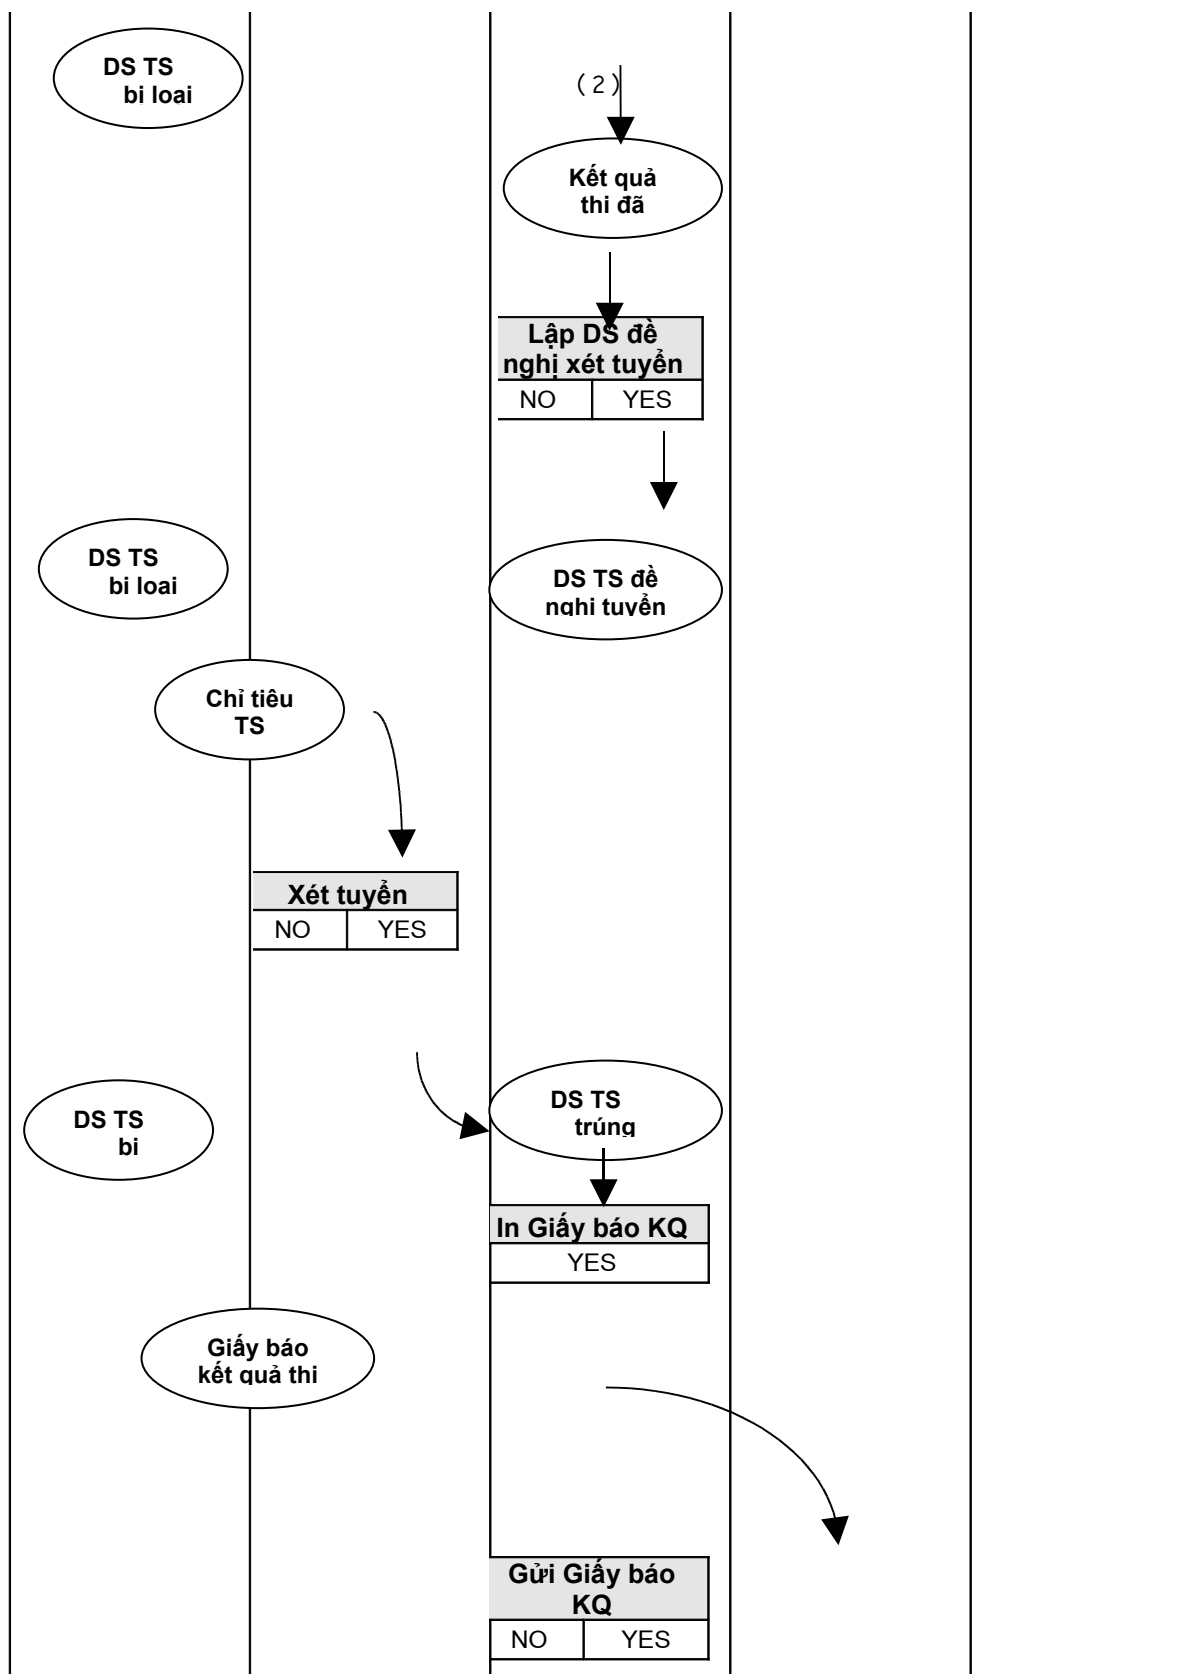 DS TS
bi loai
(2)
Kết quả
thi đã
Lập DS đề
nghị xét tuyển
NO YES
DS TS
bi loai
DS TS đề
nghi tuyển
Chỉ tiêu
TS
Xét tuyển
NO YES
DS TS
trúng
DS TS
bi
In Giấy báo KQ
YES
Giấy báo
kết quả thi
Gửi Giấy báo
KQ
NO YES